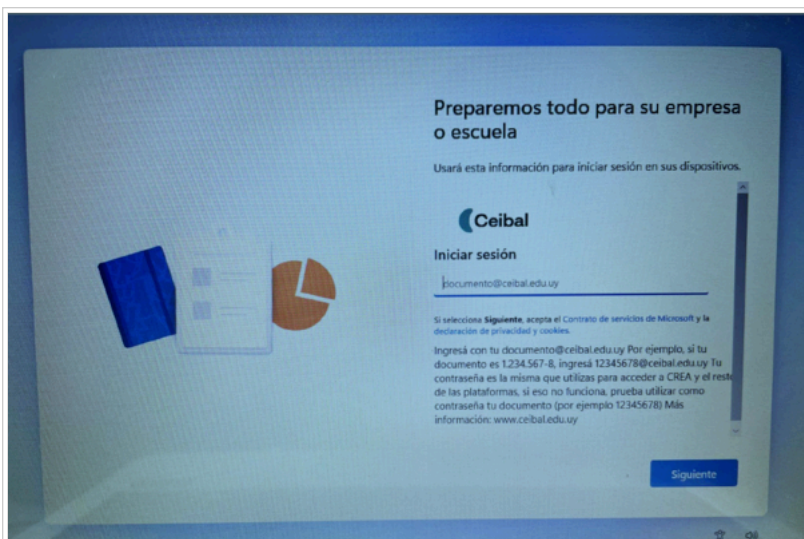 Preparemos todo para su empresa
o escuela
Usará esta información para iniciar sesión en sus dispositivos.
Ceibal
Iniciar sesión
documento@ceibal.edu.uy
Si selecciona Siguiente, acepta el Contrato de servicios de Microsoft y la
declaración de privacidad y cookies.
Ingresá con tu documento@ceibal.edu.uy Por ejemplo, si tu
documento es 1.234.567-8, ingresá 12345678@ceibal.edu.uy Tu
contraseña es la misma que utilizas para acceder a CREA y el resto
de las plataformas, si eso no funciona, prueba utilizar como
contraseña tu documento (por ejemplo 12345678) Más
información: www.ceibal.edu.uy
Siguiente